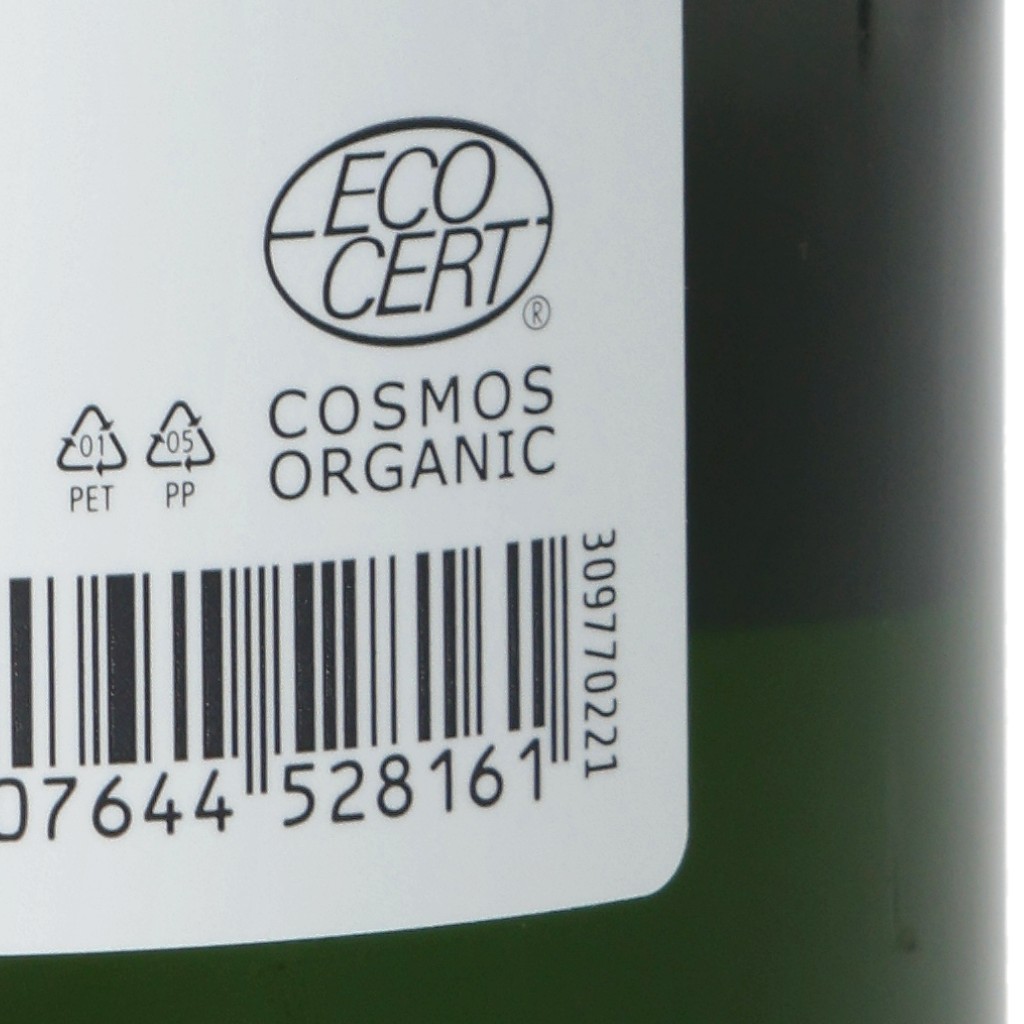 ECO
CERT
®
COSMOS
ORGANIC
01
PET
05
PP
309770221
07644 528161